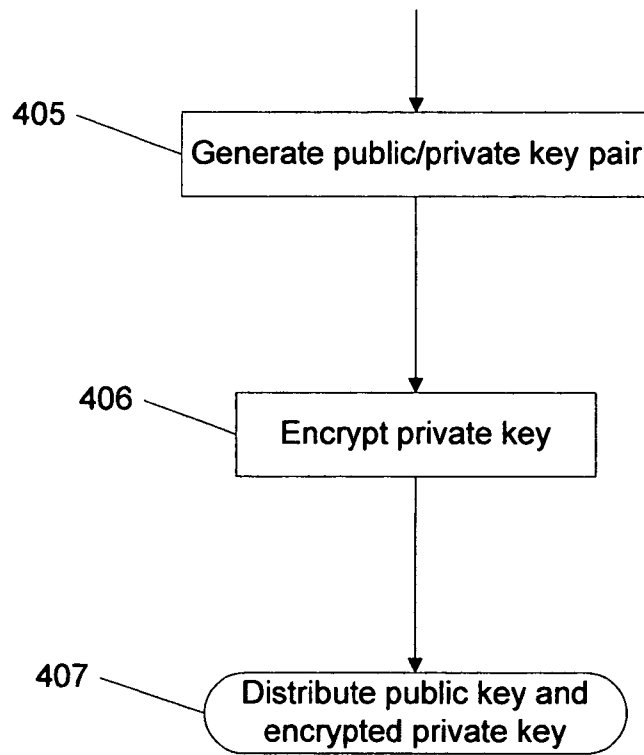 405
Generate public/private key pair
406
Encrypt private key
407
Distribute public key and
encrypted private key